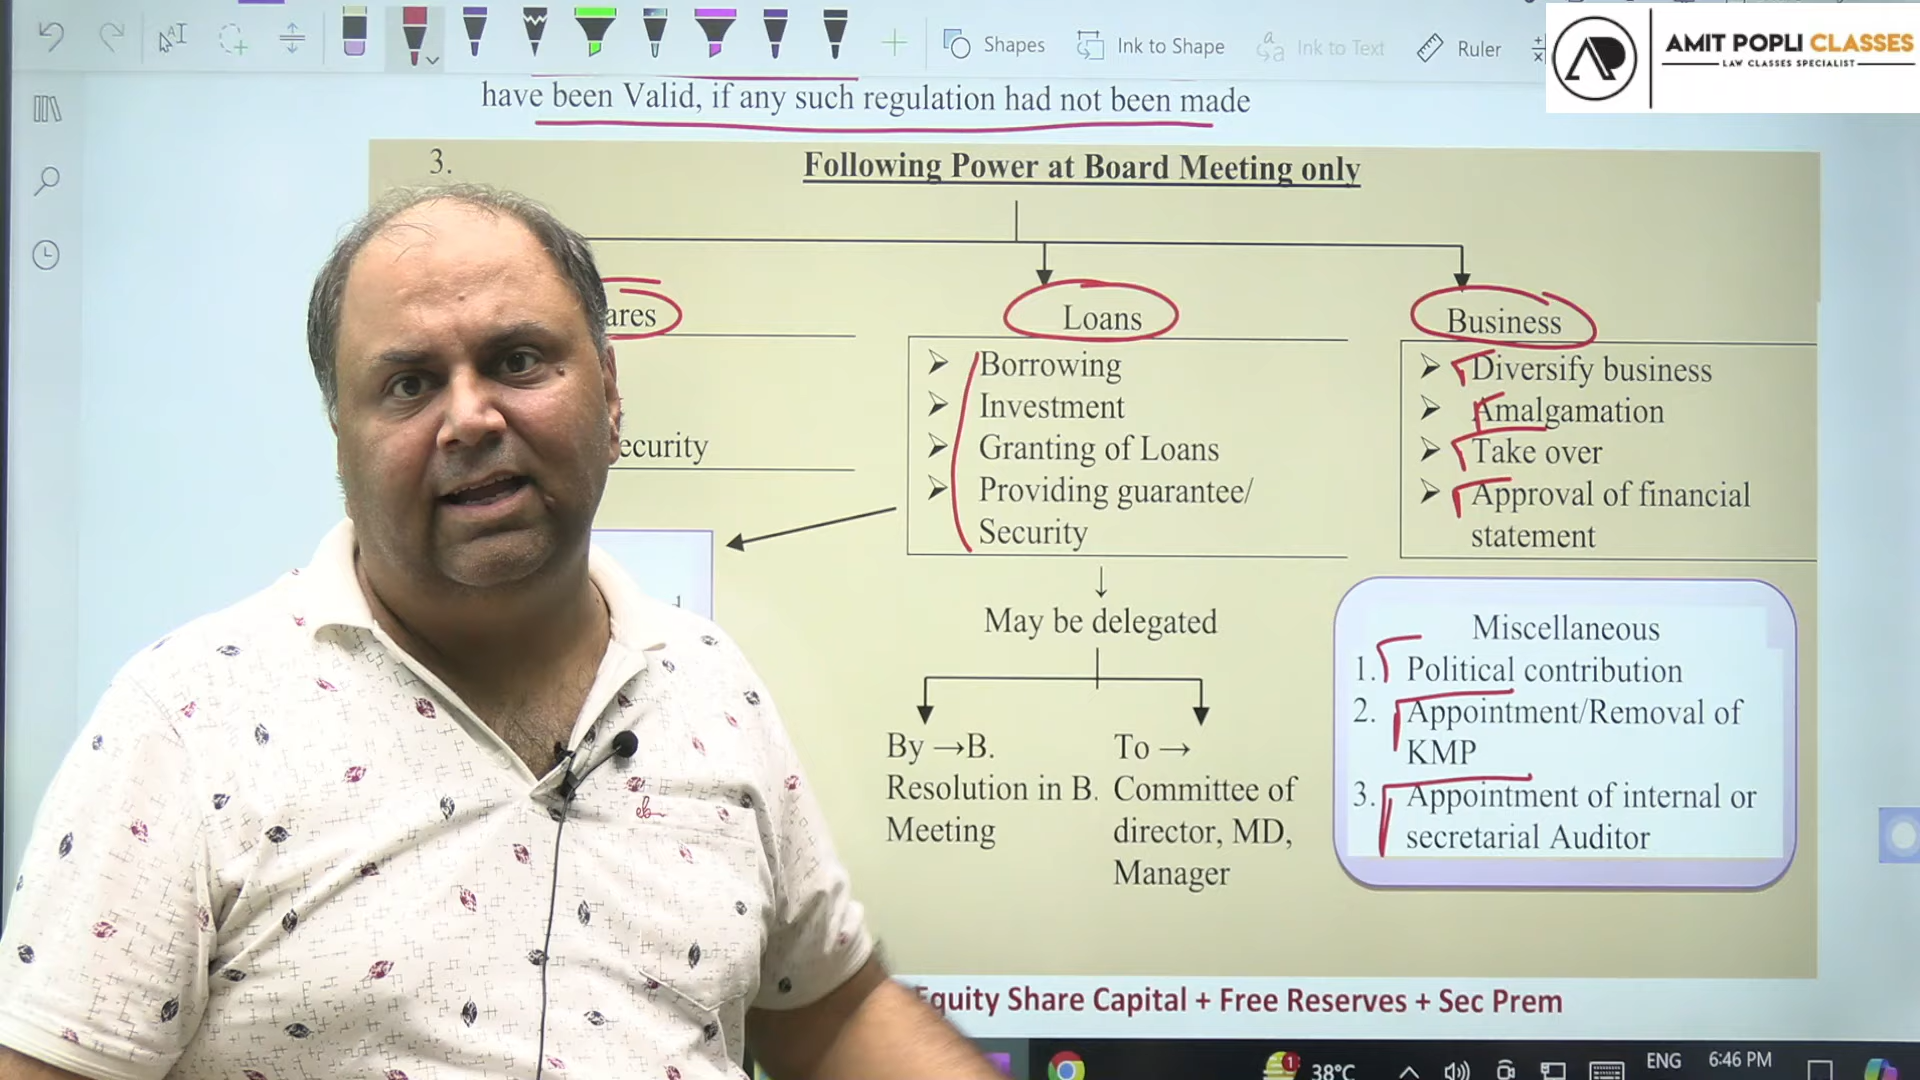 Shapes
Ink to Shape
Ink to Text
Ruler
AMIT POPLI CLASSES
LAW CLASSES SPECIALIST
have been Valid, if any such regulation had not been made
3.
Following Power at Board Meeting only
ares
Loans
Business
ecurity
Borrowing
Investment
Granting of Loans
Providing guarantee/
Security
Diversify business
Amalgamation
Take over
Approval of financial
statement
May be delegated
By →B.
Resolution in B.
Meeting
To →
Committee of
director, MD,
Manager
Miscellaneous
1. Political contribution
2. Appointment/Removal of
KMP
3. Appointment of internal or
secretarial Auditor
Equity Share Capital + Free Reserves + Sec Prem
1
38°C
ENG
6:46 PM